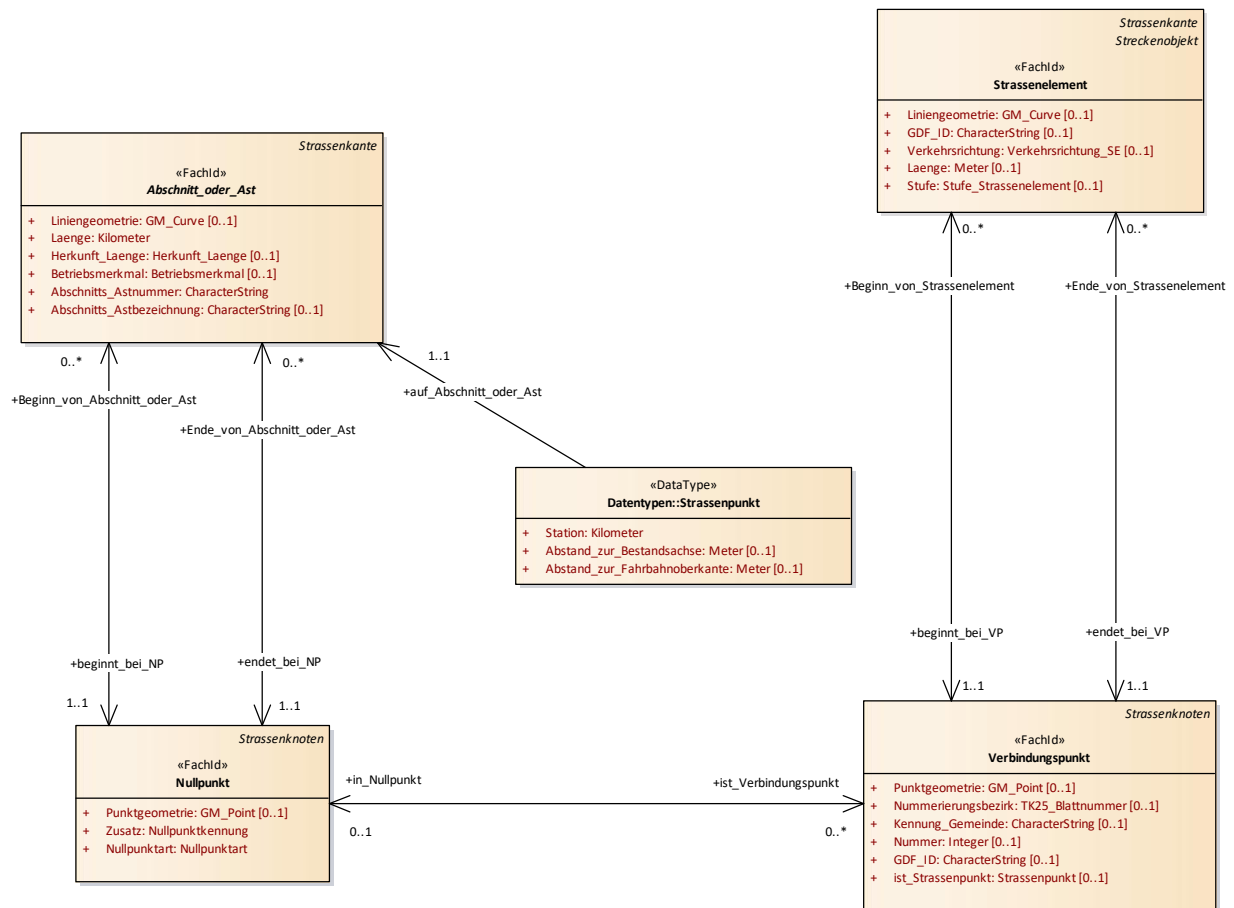 Strassenkante
Streckenobjekt
«FachId»
Strassenelement
+ Liniengeometrie: GM_Curve [0..1]
+ GDF_ID: CharacterString [0..1]
+ Verkehrsrichtung: Verkehrsrichtung_SE [0..1]
+ Laenge: Meter [0..1]
+ Stufe: Stufe_Strassenelement [0..1]
Strassenkante
«FachId»
Abschnitt_oder_Ast
+ Liniengeometrie: GM_Curve [0..1]
+ Laenge: Kilometer
+ Herkunft_Laenge: Herkunft_Laenge [0..1]
+ Betriebsmerkmal: Betriebsmerkmal [0..1]
+ Abschnitts_Astnummer: CharacterString
+ Abschnitts_Astbezeichnung: CharacterString [0..1]
0..*
0..*
+Beginn_von_Strassenelement
+Ende_von_Strassenelement
0..*
0..*
1..1
+Beginn_von_Abschnitt_oder_Ast
+auf_Abschnitt_oder_Ast
+Ende_von_Abschnitt_oder_Ast
«DataType»
Datentypen::Strassenpunkt
+ Station: Kilometer
+ Abstand_zur_Bestandsachse: Meter [0..1]
+ Abstand_zur_Fahrbahnoberkante: Meter [0..1]
+beginnt_bei_VP
+endet_bei_VP
+beginnt_bei_NP
+endet_bei_NP
1..1
1..1
1..1
1..1
Strassenknoten
«FachId»
Nullpunkt
+ Punktgeometrie: GM_Point [0..1]
+ Zusatz: Nullpunktkennung
+ Nullpunktart: Nullpunktart
+in_Nullpunkt
+ist_Verbindungspunkt
0..1
0..*
Strassenknoten
«FachId»
Verbindungspunkt
+ Punktgeometrie: GM_Point [0..1]
+ Nummerierungsbezirk: TK25_Blattnummer [0..1]
+ Kennung_Gemeinde: CharacterString [0..1]
+ Nummer: Integer [0..1]
+ GDF_ID: CharacterString [0..1]
+ ist_Strassenpunkt: Strassenpunkt [0..1]